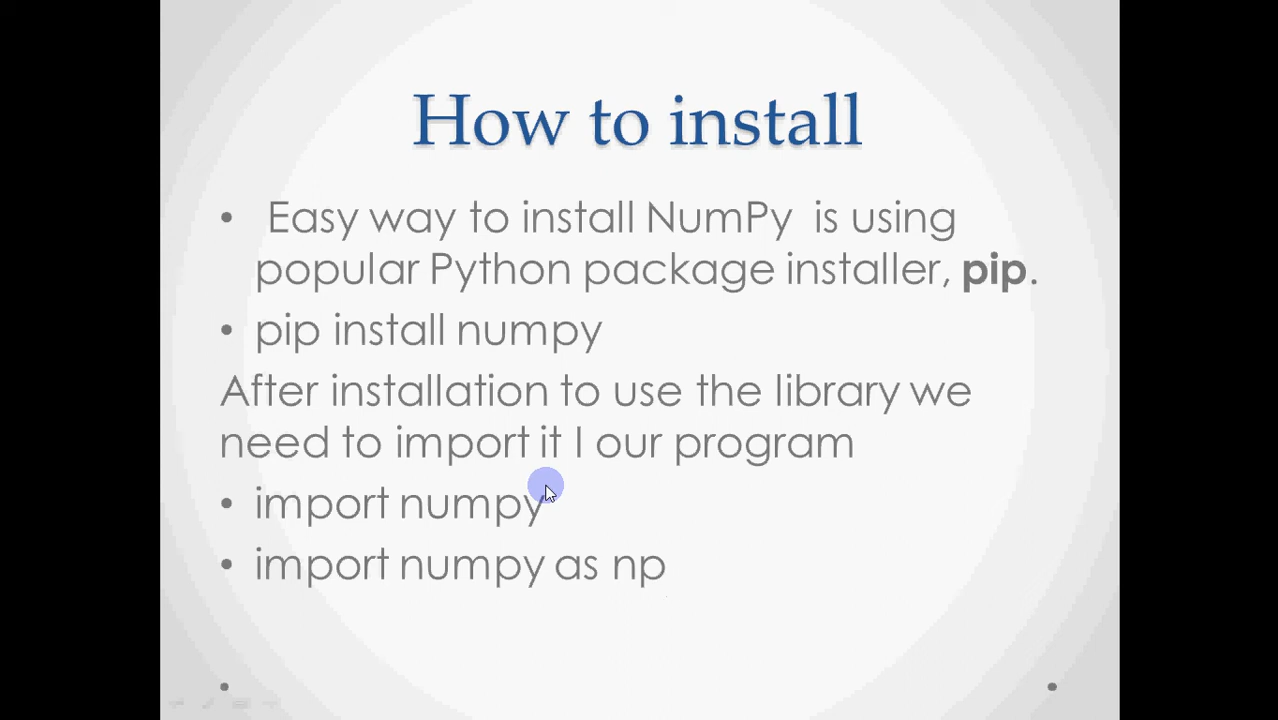 How to install
• Easy way to install NumPy is using
popular Python package installer, pip.
• pip install numpy
After installation to use the library we
need to import it I our program
• import numpy
• import numpy as np